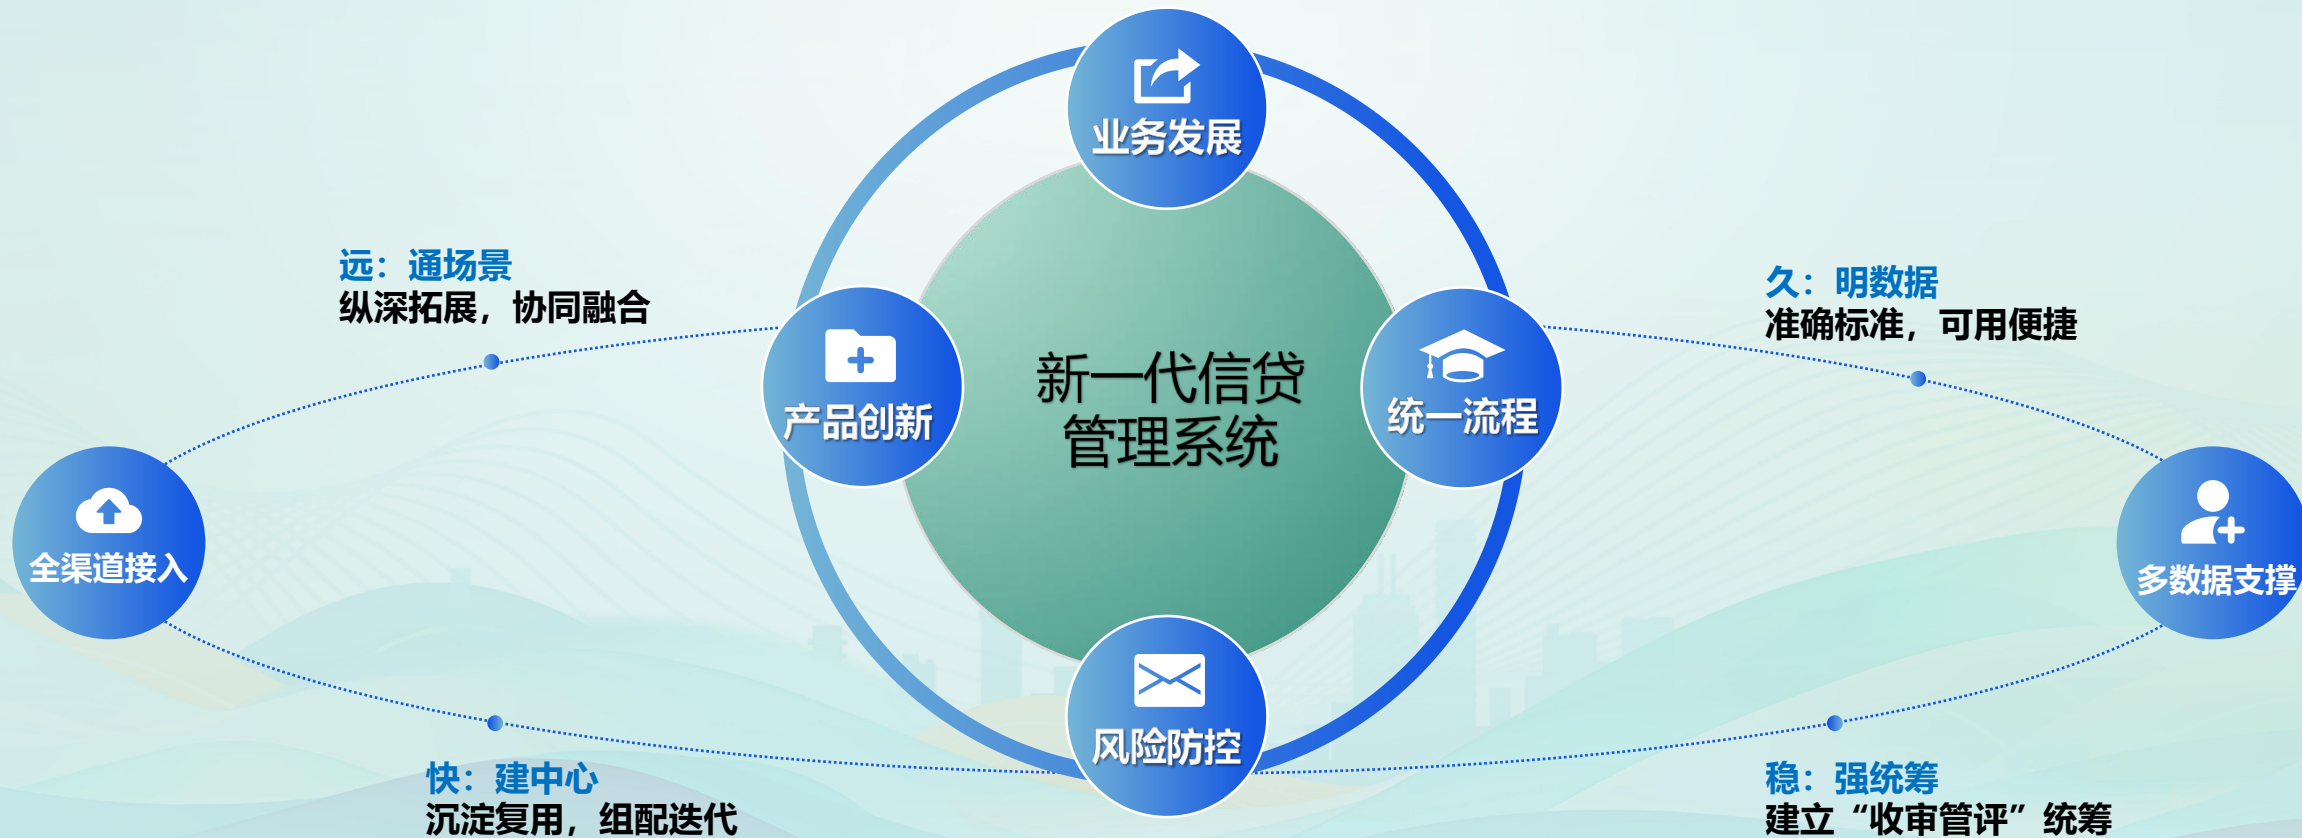 业务发展
远：通场景
纵深拓展，协同融合
久：明数据
准确标准，可用便捷
产品创新
新一代信贷
管理系统
统一流程
全渠道接入
多数据支撑
风险防控
快：建中心
沉淀复用，组配迭代
稳：强统筹
建立“收审管评”统筹